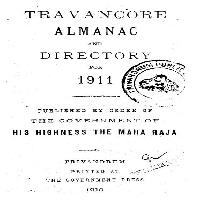 TRAVANCORE
ALMANAC
AND
DIRECTORY
FOR
1911
PUBLISHED BY ORDER OF
THE GOVERNMENT OF
HIS HIGHNESS THE MAHA RAJA
TRIVANDRUM
PRINTED AT
THE GOVERNMENT PRESS
1910